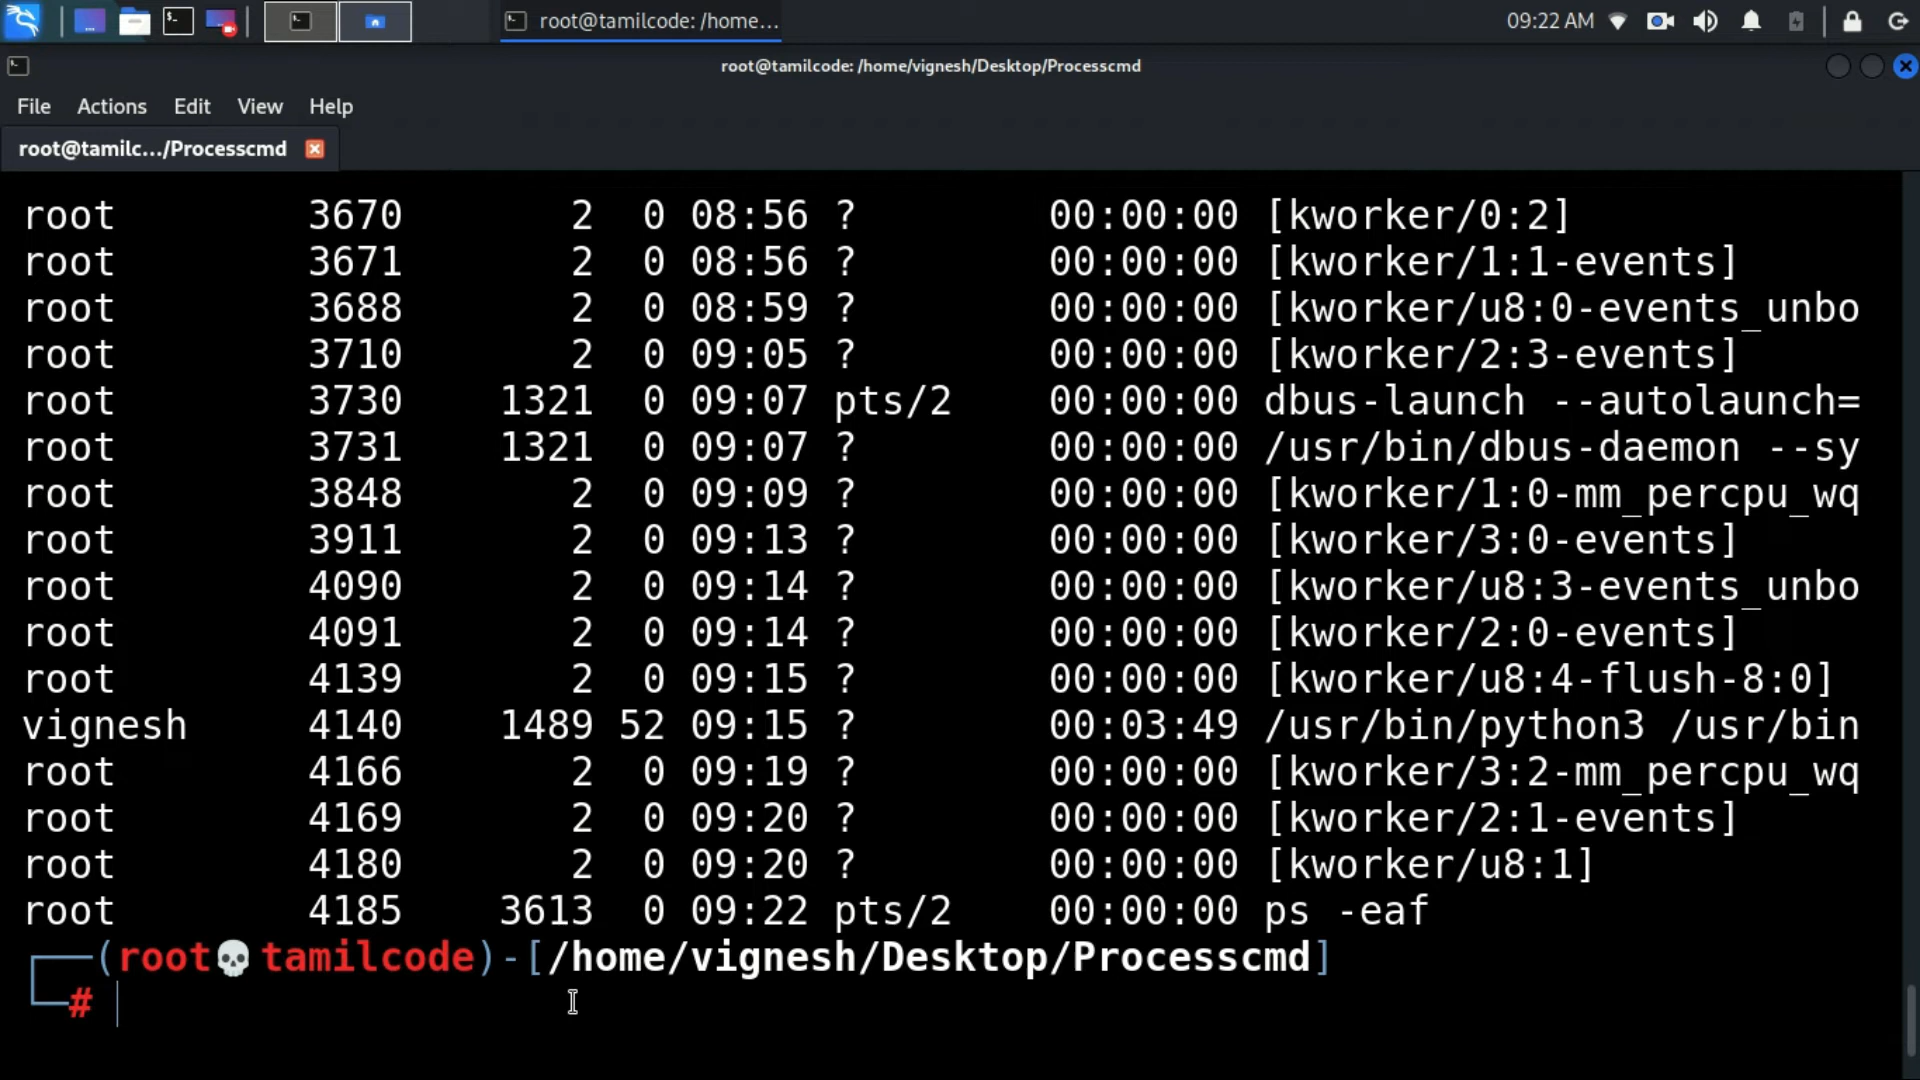 root@tamilcode: /home...
09:22 AM
root@tamilcode: /home/vignesh/Desktop/Processcmd
File Actions Edit View Help
root@tamilc.../Processcmd
root 3670 2 0 08:56 ? 00:00:00 [kworker/0:2]
root 3671 2 0 08:56 ? 00:00:00 [kworker/1:1-events]
root 3688 2 0 08:59 ? 00:00:00 [kworker/u8:0-events_unbo
root 3710 2 0 09:05 ? 00:00:00 [kworker/2:3-events]
root 3730 1321 0 09:07 pts/2 00:00:00 dbus-launch --autolaunch=
root 3731 1321 0 09:07 ? 00:00:00 /usr/bin/dbus-daemon --sy
root 3848 2 0 09:09 ? 00:00:00 [kworker/1:0-mm_percpu_wq
root 3911 2 0 09:13 ? 00:00:00 [kworker/3:0-events]
root 4090 2 0 09:14 ? 00:00:00 [kworker/u8:3-events_unbo
root 4091 2 0 09:14 ? 00:00:00 [kworker/2:0-events]
root 4139 2 0 09:15 ? 00:00:00 [kworker/u8:4-flush-8:0]
vignesh 4140 1489 52 09:15 ? 00:03:49 /usr/bin/python3 /usr/bin
root 4166 2 0 09:19 ? 00:00:00 [kworker/3:2-mm_percpu_wq
root 4169 2 0 09:20 ? 00:00:00 [kworker/2:1-events]
root 4180 2 0 09:20 ? 00:00:00 [kworker/u8:1]
root 4185 3613 0 09:22 pts/2 00:00:00 ps -eaf
┌──(root💀tamilcode)-[/home/vignesh/Desktop/Processcmd]
└─#